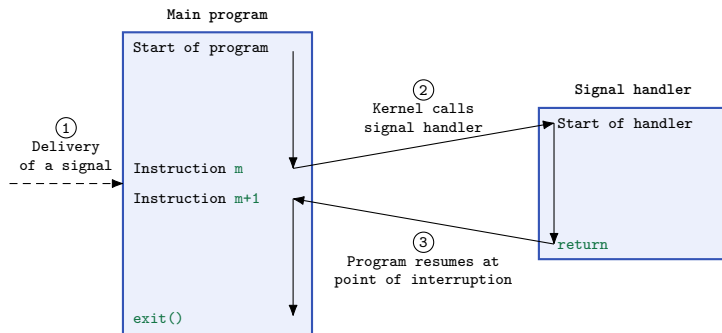 Main program
Start of program
1
Delivery
of a signal
Instruction m
Instruction m+1
exit()
2
Kernel calls
signal handler
Signal handler
Start of handler
return
3
Program resumes at
point of interruption